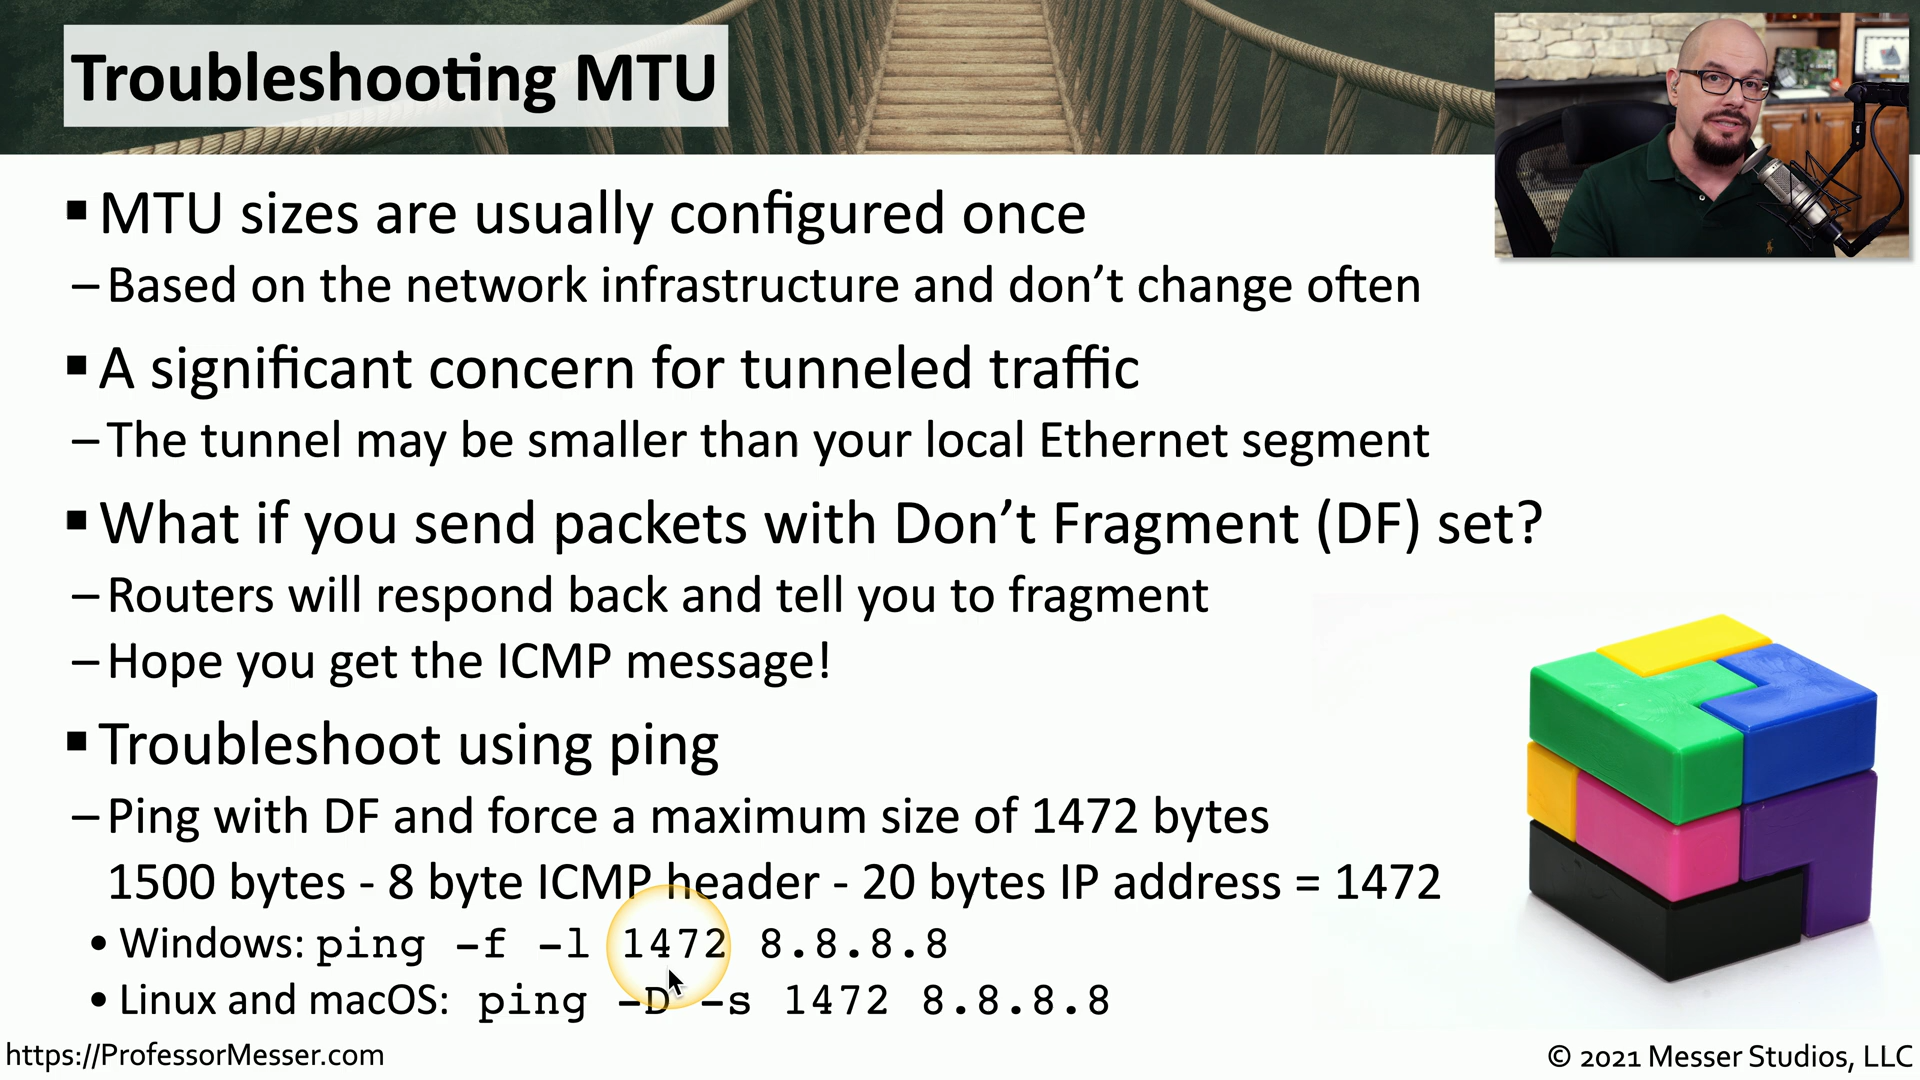 Troubleshooting MTU
▪ MTU sizes are usually configured once
– Based on the network infrastructure and don’t change often
▪ A significant concern for tunneled traffic
– The tunnel may be smaller than your local Ethernet segment
▪ What if you send packets with Don’t Fragment (DF) set?
– Routers will respond back and tell you to fragment
– Hope you get the ICMP message!
▪ Troubleshoot using ping
– Ping with DF and force a maximum size of 1472 bytes
1500 bytes - 8 byte ICMP header - 20 bytes IP address = 1472
• Windows: ping -f -l 1472 8.8.8.8
• Linux and macOS: ping -D -s 1472 8.8.8.8
https://ProfessorMesser.com
© 2021 Messer Studios, LLC